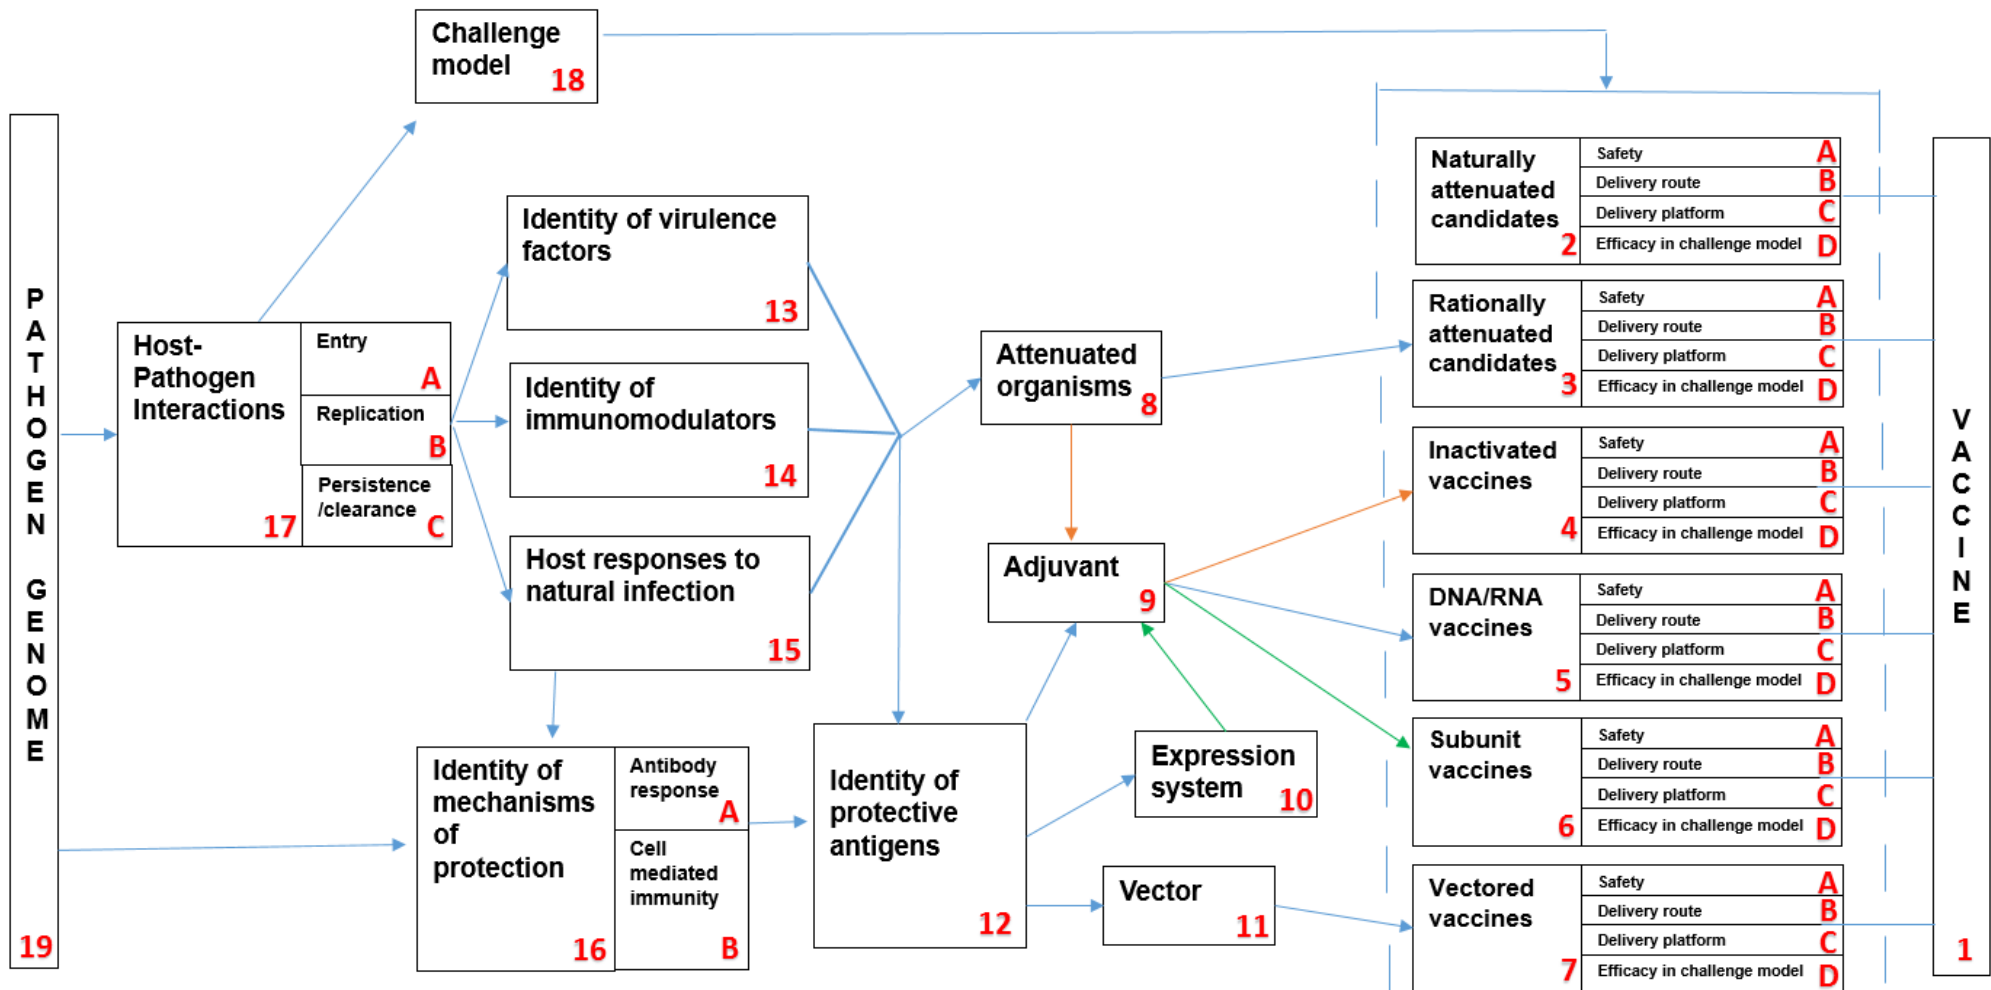 Challenge
model
18
PATHOGEN GENOME
19
Host-
Pathogen
Interactions
17
Entry
A
Replication
B
Persistence
/clearance
C
Identity of virulence
factors
13
Identity of
immunomodulators
14
Host responses to
natural infection
15
Identity of
mechanisms
of
protection
16
Antibody
response
A
Cell
mediated
immunity
B
Identity of
protective
antigens
12
Attenuated
organisms
8
Adjuvant
9
Expression
system
10
Vector
11
Naturally
attenuated
candidates
2
Safety A
Delivery route B
Delivery platform C
Efficacy in challenge model D
Rationally
attenuated
candidates
3
Safety A
Delivery route B
Delivery platform C
Efficacy in challenge model D
Inactivated
vaccines
4
Safety A
Delivery route B
Delivery platform C
Efficacy in challenge model D
DNA/RNA
vaccines
5
Safety A
Delivery route B
Delivery platform C
Efficacy in challenge model D
Subunit
vaccines
6
Safety A
Delivery route B
Delivery platform C
Efficacy in challenge model D
Vectored
vaccines
7
Safety A
Delivery route B
Delivery platform C
Efficacy in challenge model D
VACCINE
1